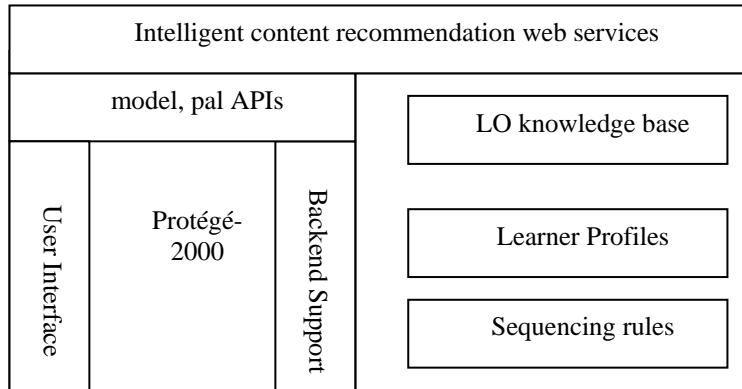 Intelligent content recommendation web services
model, pal APIs
LO knowledge base
User Interface
Protégé-
2000
Backend Support
Learner Profiles
Sequencing rules